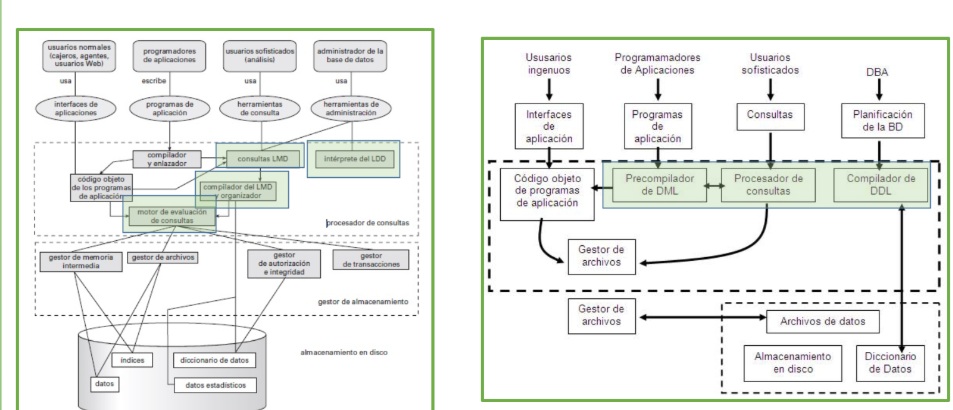 usuarios normales
(cajeros, agentes,
usuarios Web)
programadores
de aplicaciones
usuarios sofisticados
(análisis)
administrador de la
base de datos
usa
escribe
usa
usa
interfaces de
aplicaciones
programas de
aplicación
herramientas
de consulta
herramientas de
administración
compilador
y enlazador
consultas LMD
intérprete del LDD
código objeto
de los programas
de aplicación
compilador del LMD
y organizador
motor de evaluación
de consultas
procesador de consultas
gestor de memoria
intermedia
gestor de archivos
gestor
de autorización
e integridad
gestor
de transacciones
gestor de almacenamiento
almacenamiento en disco
índices
diccionario de datos
datos
datos estadísticos
Ususarios
ingenuos
Programamadores
de Aplicaciones
Usuarios
sofisticados
DBA
Interfaces
de
aplicación
Programas
de
aplicación
Consultas
Planificación
de la BD
Código objeto
de programas
de aplicación
Precompilador
de DML
Procesador de
consultas
Compilador de
DDL
Gestor de
archivos
Gestor de
archivos
Archivos de datos
Almacenamiento
en disco
Diccionario
de Datos